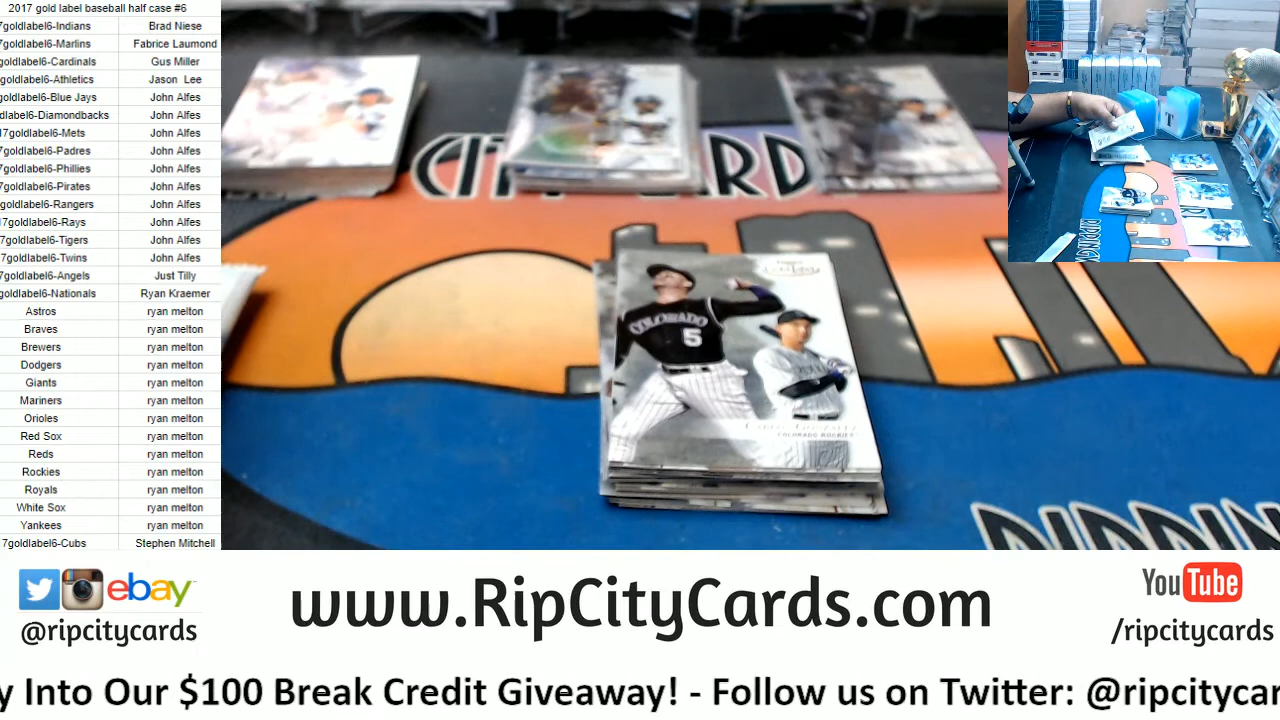 2017 gold label baseball half case #6
7goldlabel6-Indians Brad Niese
7goldlabel6-Marlins Fabrice Laumond
goldlabel6-Cardinals Gus Miller
goldlabel6-Athletics Jason Lee
goldlabel6-Blue Jays John Alfes
dlabel6-Diamondbacks John Alfes
17goldlabel6-Mets John Alfes
7goldlabel6-Padres John Alfes
7goldlabel6-Phillies John Alfes
7goldlabel6-Pirates John Alfes
goldlabel6-Rangers John Alfes
17goldlabel6-Rays John Alfes
7goldlabel6-Tigers John Alfes
7goldlabel6-Twins John Alfes
7goldlabel6-Angels Just Tilly
goldlabel6-Nationals Ryan Kraemer
Astros ryan melton
Braves ryan melton
Brewers ryan melton
Dodgers ryan melton
Giants ryan melton
Mariners ryan melton
Orioles ryan melton
Red Sox ryan melton
Reds ryan melton
Rockies ryan melton
Royals ryan melton
White Sox ryan melton
Yankees ryan melton
7goldlabel6-Cubs Stephen Mitchell
CITY CARD
COLORADO
5
COLORADO ROCKIES
RIPPIN
ebay
@ripcitycards
www.RipCityCards.com
YouTube
/ripcitycards
y Into Our $100 Break Credit Giveaway! - Follow us on Twitter: @ripcitycar